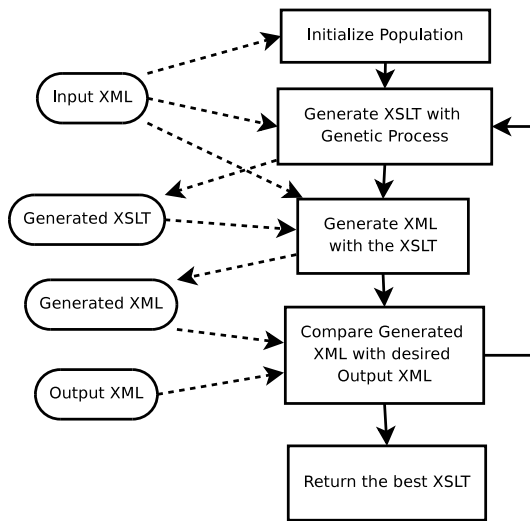 Initialize Population
Input XML
Generate XSLT with
Genetic Process
Generated XSLT
Generate XML
with the XSLT
Generated XML
Compare Generated
XML with desired
Output XML
Output XML
Return the best XSLT